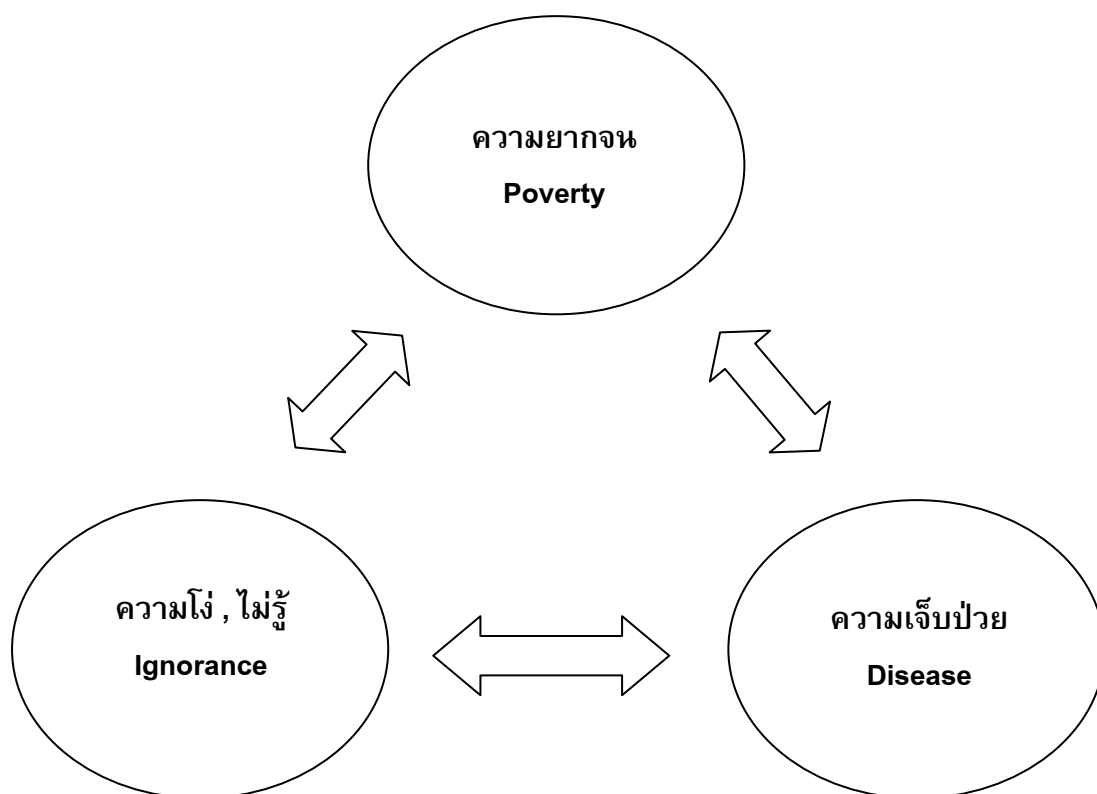 ความยากจน
Poverty
ความโง่ , ไม่รู้
Ignorance
ความเจ็บป่วย
Disease